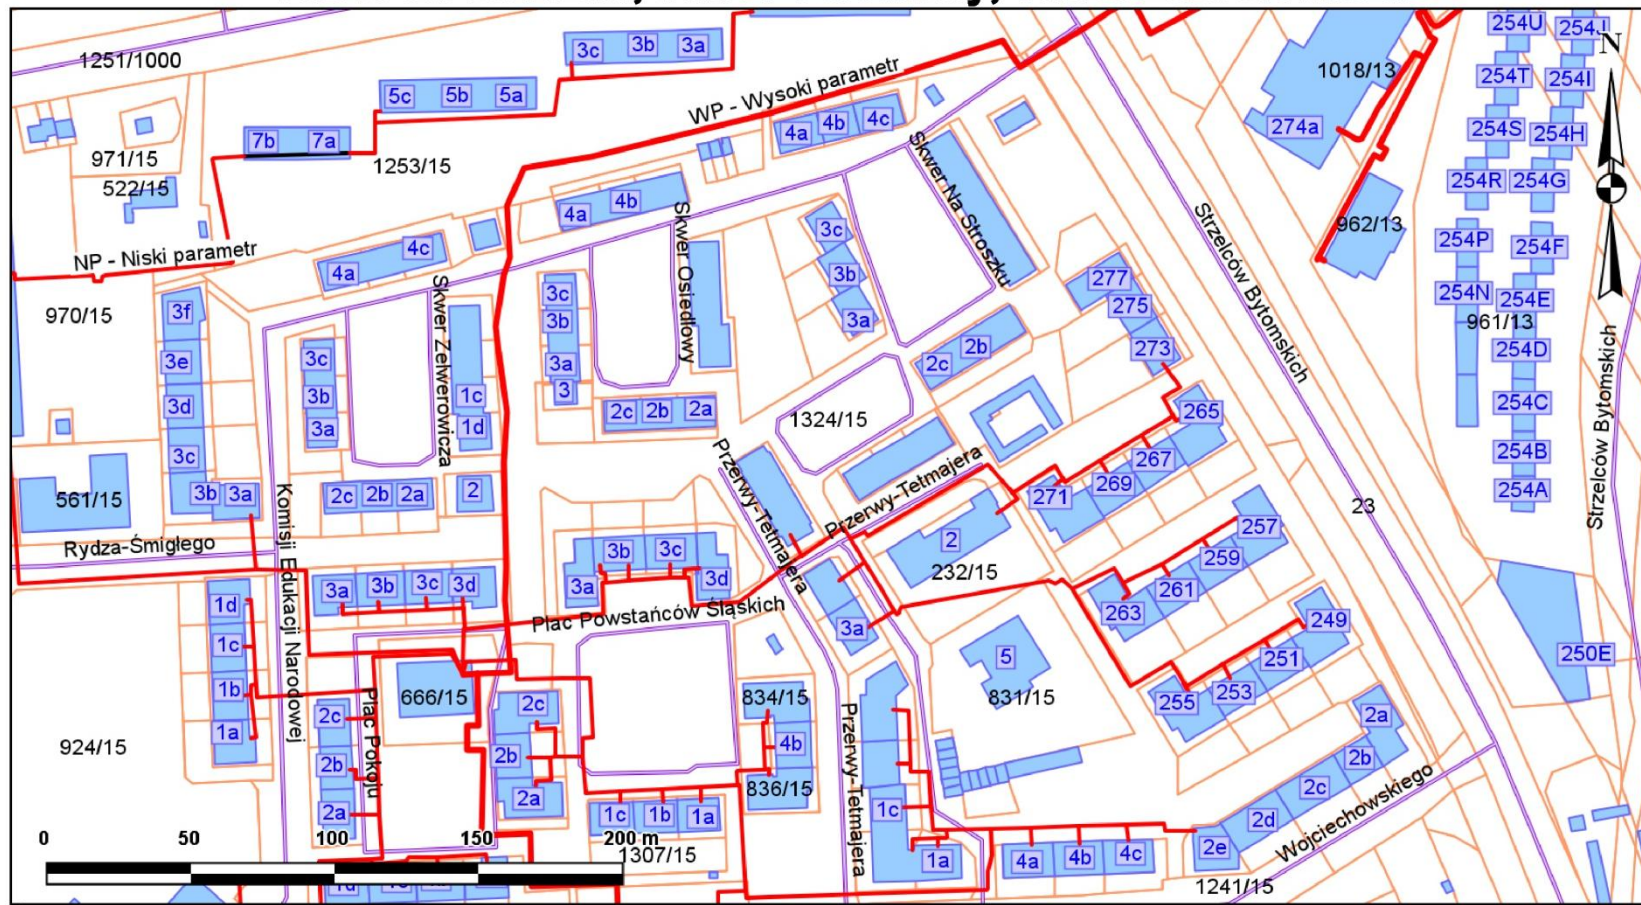 254U
254J
N
3c 3b 3a
1251/1000
1018/13
254T
254I
5c 5b 5a
WP - Wysoki parametr
4a 4b 4c
274a
254S
254H
7b 7a
971/15
1253/15
522/15
Skwer Na Stroszku
254R
254G
4a 4b
Skwer Osiedlowy
Strzelców Bytomskich
962/13
NP - Niski parametr
4a 4c
3c
3b
3a
254P
254F
277
275
273
254N
254E
961/13
970/15
3f
3e
3d
3c
3b
3a
Skwer Zelwerowicza
3c
3b
3a
3
1c
1d
3c
3b
3a
2c 2b
254D
254C
254B
254A
Strzelców Bytomskich
2c 2b 2a
1324/15
265
267
269
271
Przerwy-Tetmajera
Przerwy-Tetmajera
561/15
2c 2b 2a
2
23
Rydza-Śmigłego
Komisji Edukacji Narodowej
3b 3c
3a 3d
2
232/15
257
259
261
263
3a 3b 3c 3d
Plac Powstańców Śląskich
3a
1d
1c
1b
1a
249
251
253
255
5
831/15
250E
666/15
Plac Pokoju
2c
2b
2a
2c
2b
2a
834/15
4b
836/15
Przerwy-Tetmajera
924/15
2a
2b
2c
2d
2e
Wojciechowskiego
1c 1b 1a
1c
1a
4a 4b 4c
1307/15
1241/15
0 50 100 150 200 m
1d